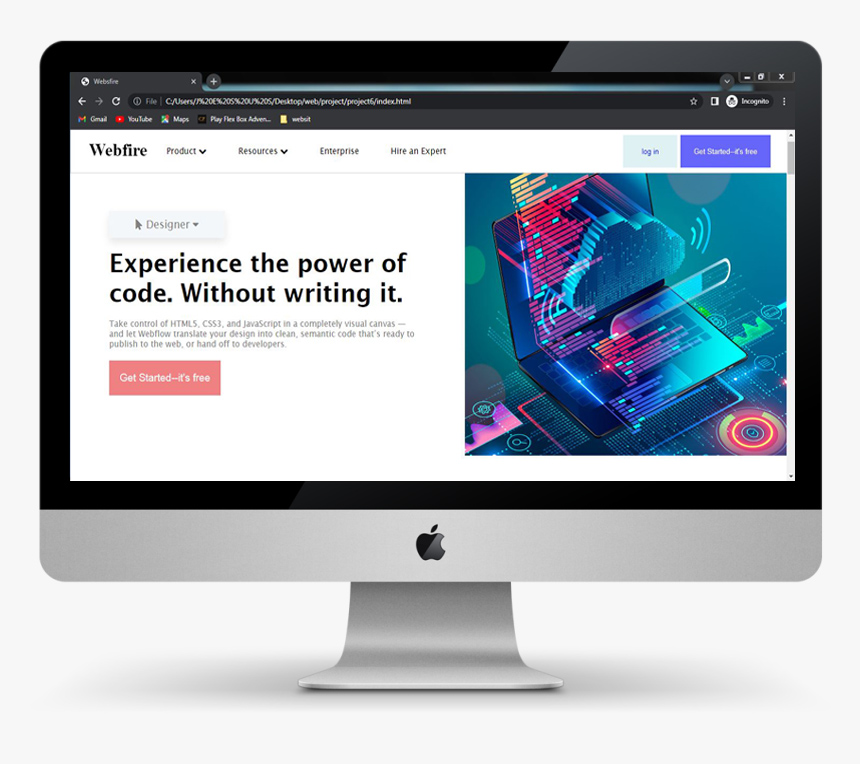 Websfire
File C:/Users/J%20E%20S%20U%20S/Desktop/web/project/project6/index.html
Incognito
Gmail YouTube Maps Play Flex Box Adven... websit
Webfire Product Resources Enterprise Hire an Expert log in Get Started—it's free
Designer
Experience the power of
code. Without writing it.
Take control of HTML5, CSS3, and JavaScript in a completely visual canvas —
and let Webflow translate your design into clean, semantic code that's ready to
publish to the web, or hand off to developers.
Get Started—it's free